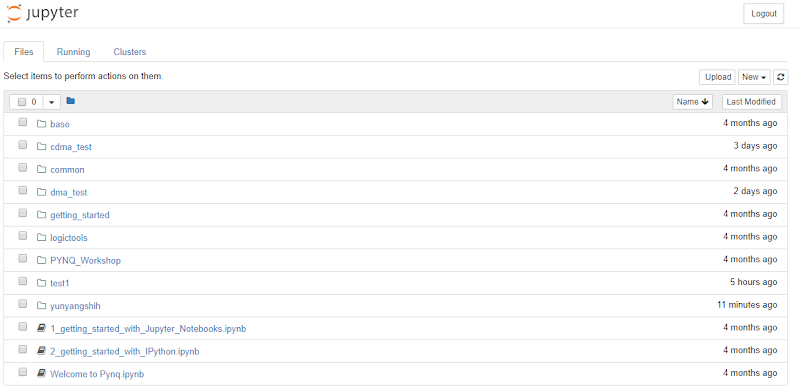 jupyter
Logout
Files Running Clusters
Select items to perform actions on them.
Upload New
0 Name Last Modified
base 4 months ago
cdma_test 3 days ago
common 4 months ago
dma_test 2 days ago
getting_started 4 months ago
logictools 4 months ago
PYNQ_Workshop 4 months ago
test1 5 hours ago
yunyangshih 11 minutes ago
1_getting_started_with_Jupyter_Notebooks.ipynb 4 months ago
2_getting_started_with_IPython.ipynb 4 months ago
Welcome to Pynq.ipynb 4 months ago